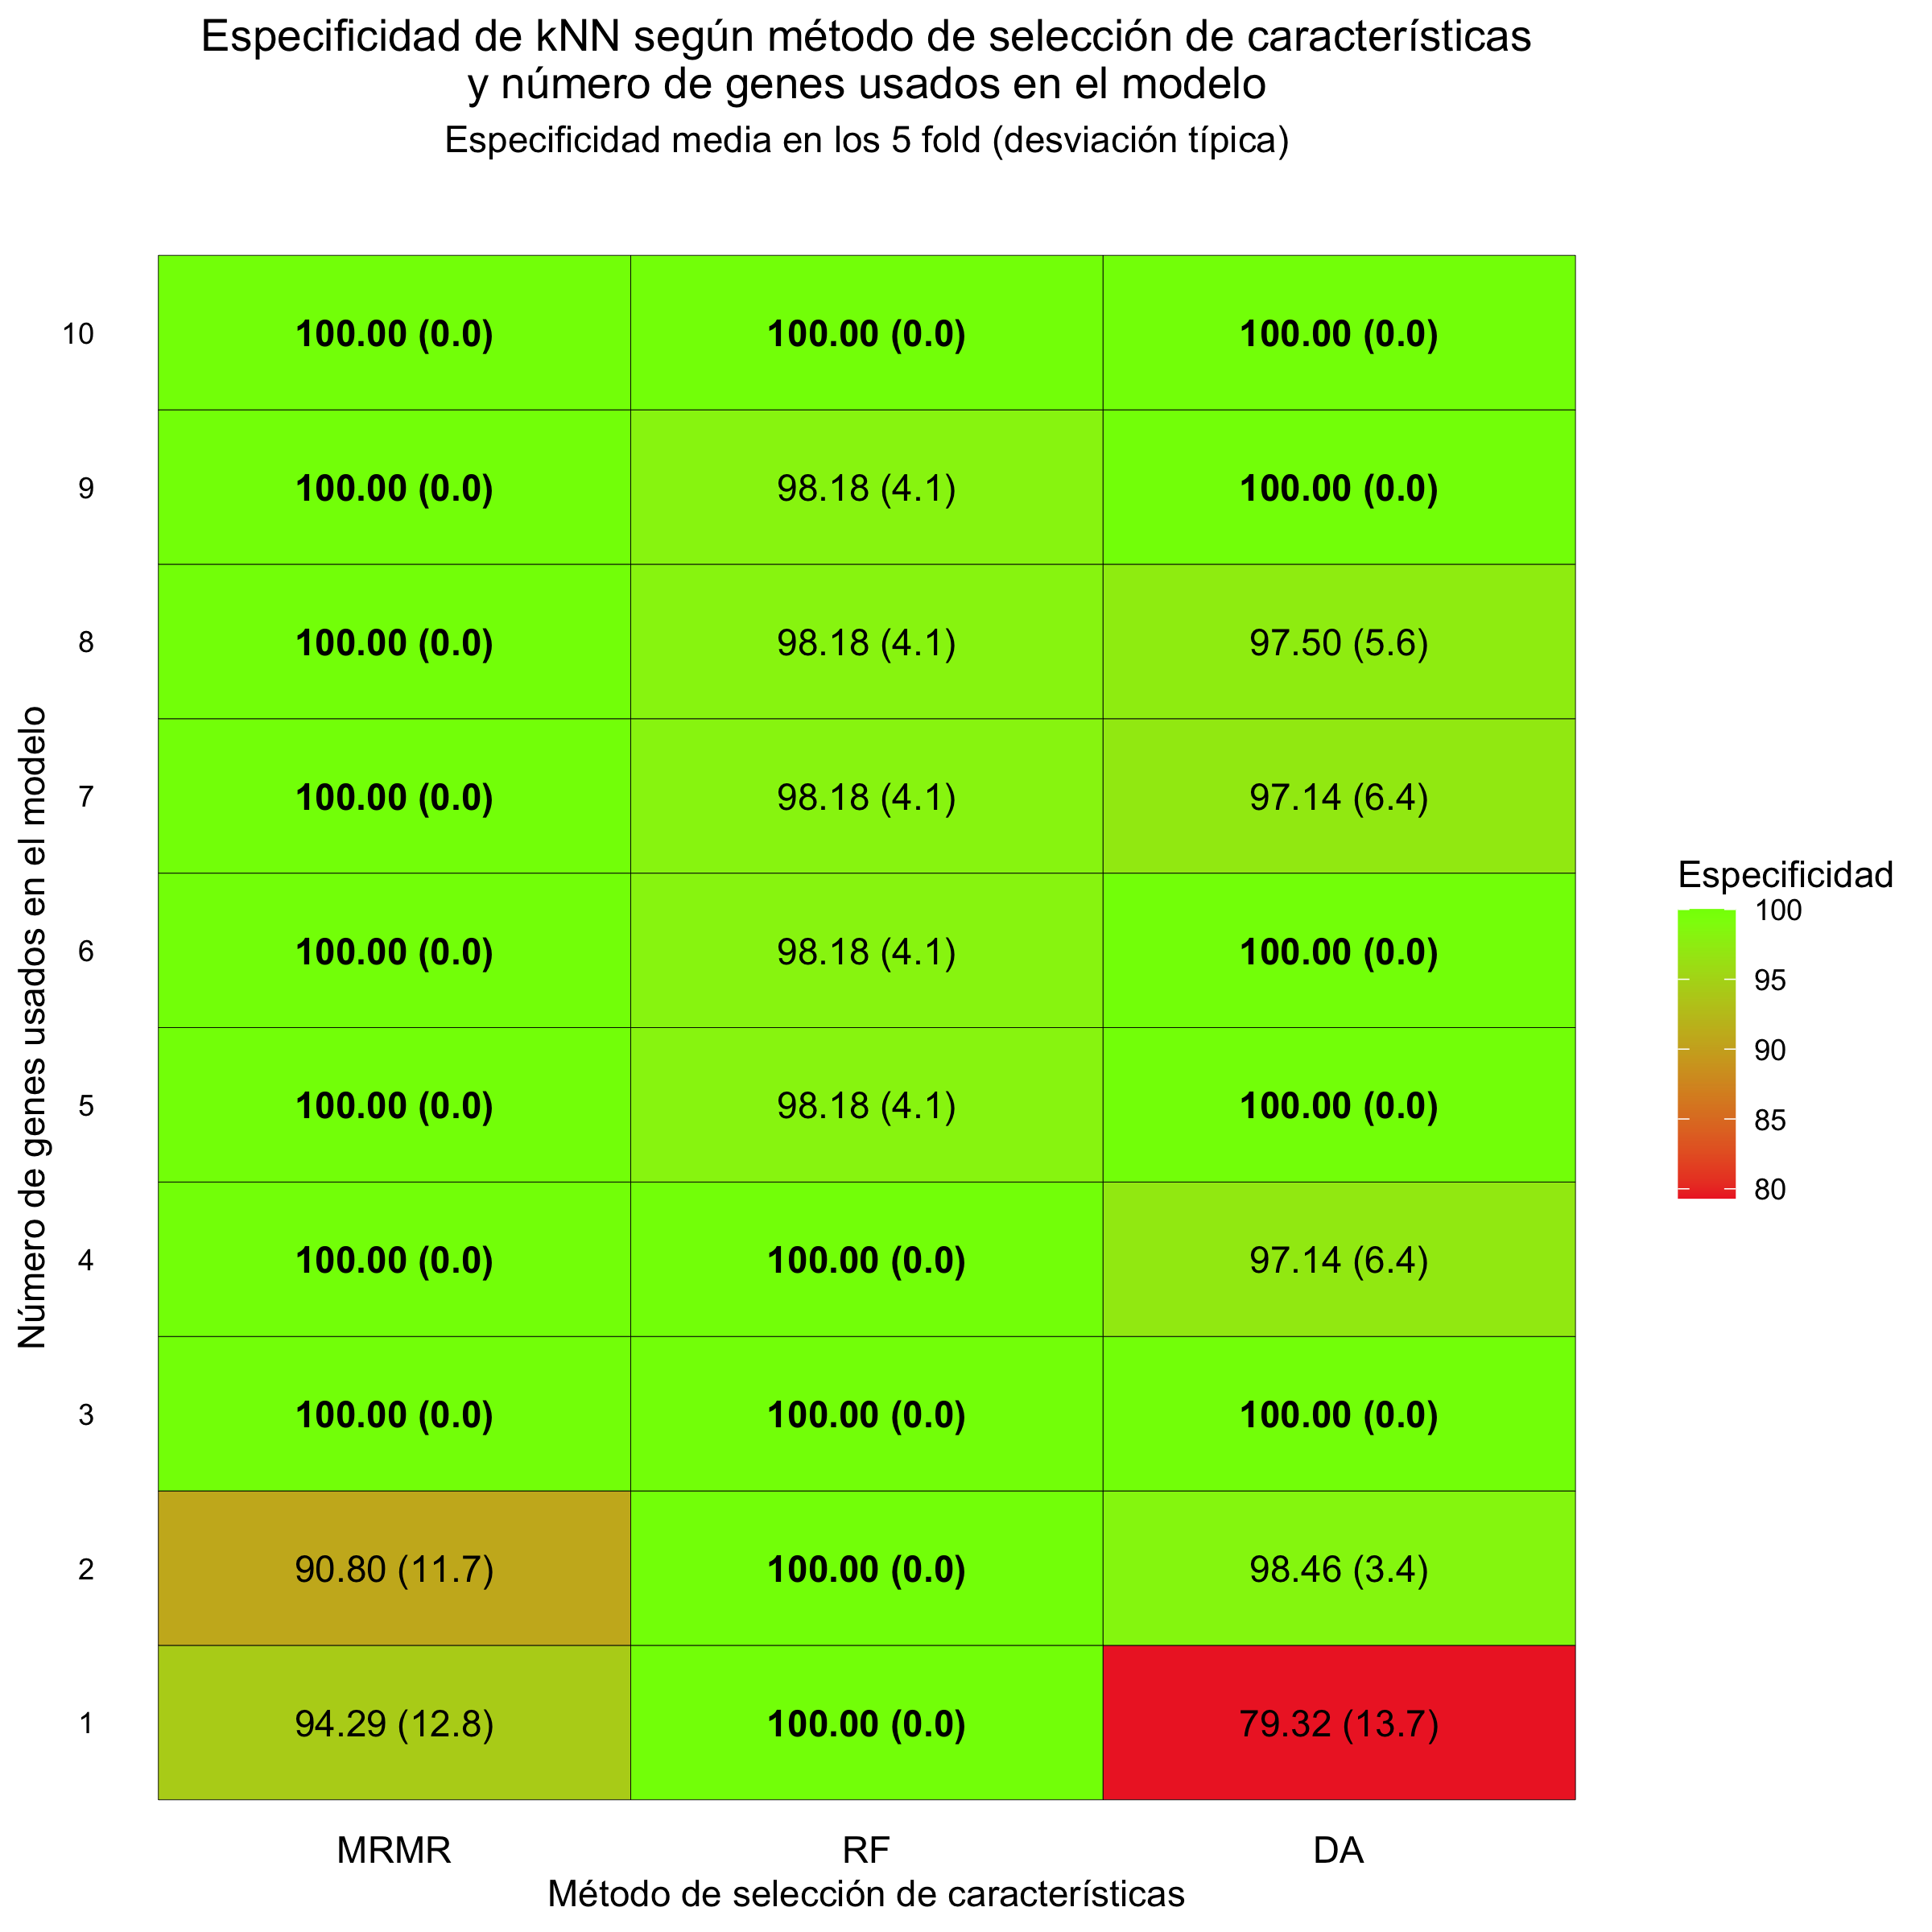 Especificidad de kNN según método de selección de características
y número de genes usados en el modelo
Especificidad media en los 5 fold (desviación típica)
Número de genes usados en el modelo
10 100.00 (0.0) 100.00 (0.0) 100.00 (0.0)
9 100.00 (0.0) 98.18 (4.1) 100.00 (0.0)
8 100.00 (0.0) 98.18 (4.1) 97.50 (5.6)
7 100.00 (0.0) 98.18 (4.1) 97.14 (6.4)
6 100.00 (0.0) 98.18 (4.1) 100.00 (0.0)
5 100.00 (0.0) 98.18 (4.1) 100.00 (0.0)
4 100.00 (0.0) 100.00 (0.0) 97.14 (6.4)
3 100.00 (0.0) 100.00 (0.0) 100.00 (0.0)
2 90.80 (11.7) 100.00 (0.0) 98.46 (3.4)
1 94.29 (12.8) 100.00 (0.0) 79.32 (13.7)
MRMR RF DA
Método de selección de características
Especificidad
100
95
90
85
80